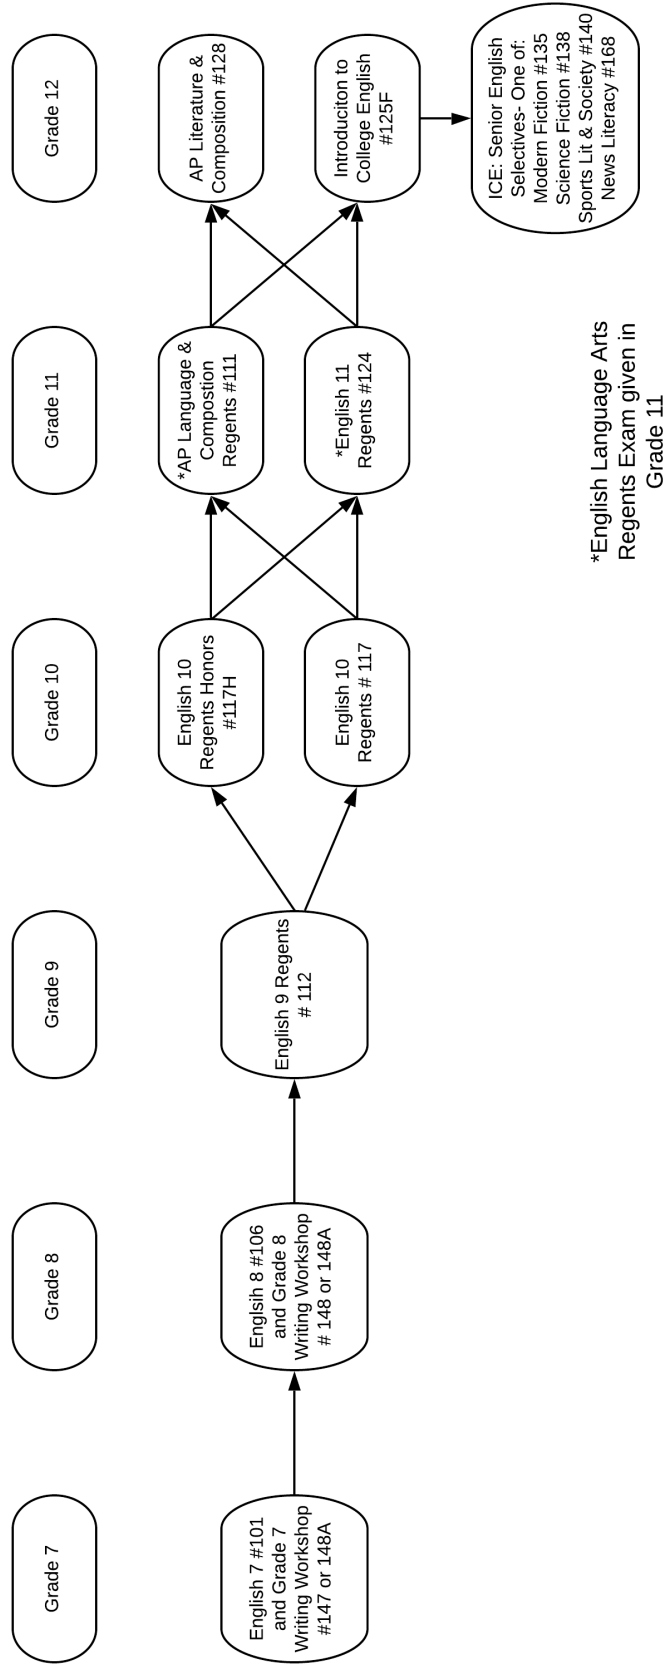 Grade 7
Grade 8
Grade 9
Grade 10
Grade 11
Grade 12
English 7 #101
and Grade 7
Writing Workshop
#147 or 148A
Englsih 8 #106
and Grade 8
Writing Workshop
# 148 or 148A
English 9 Regents
# 112
English 10
Regents Honors
#117H
English 10
Regents # 117
*AP Language &
Compostion
Regents #111
*English 11
Regents #124
AP Literature &
Composition #128
Introduciton to
College English
#125F
ICE: Senior English
Selectives- One of:
Modern Fiction #135
Science Fiction #138
Sports Lit & Society #140
News Literacy #168
*English Language Arts
Regents Exam given in
Grade 11